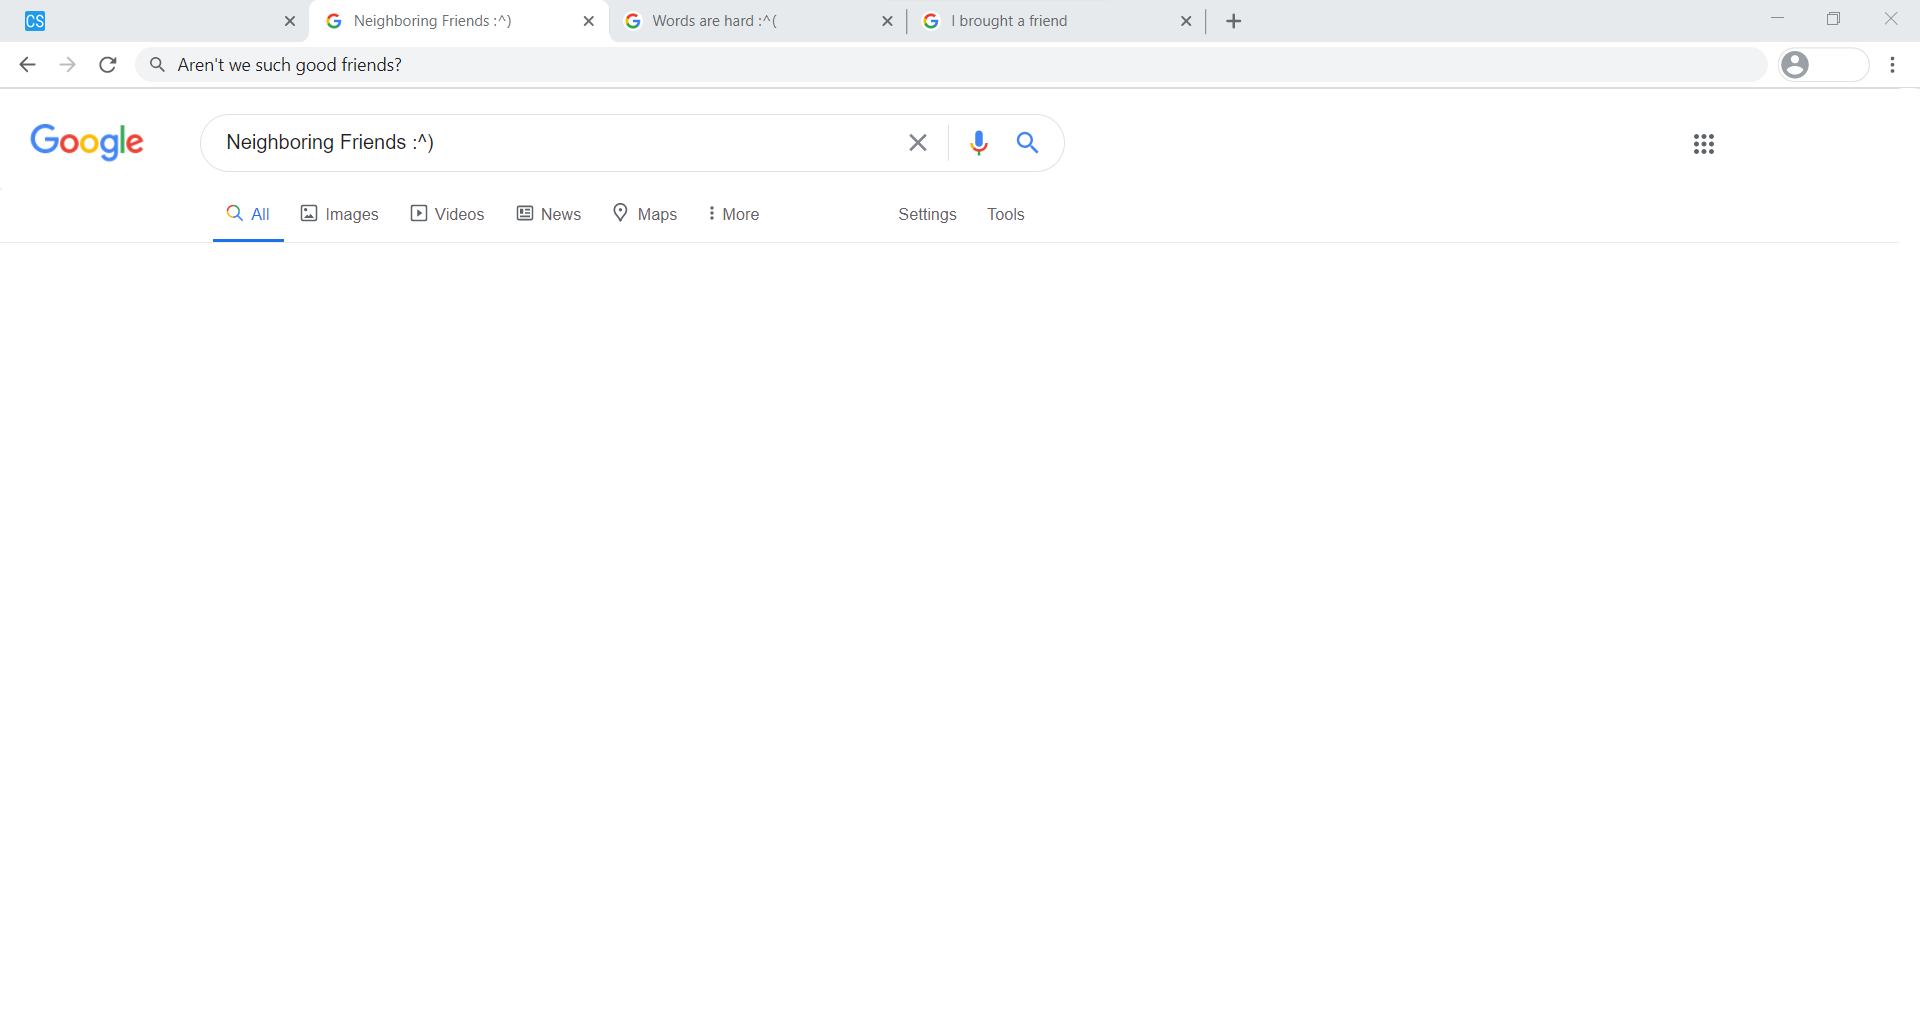 CS
Neighboring Friends :^)
Words are hard :^(
I brought a friend
Aren't we such good friends?
Google
Neighboring Friends :^)
All Images Videos News Maps More Settings Tools